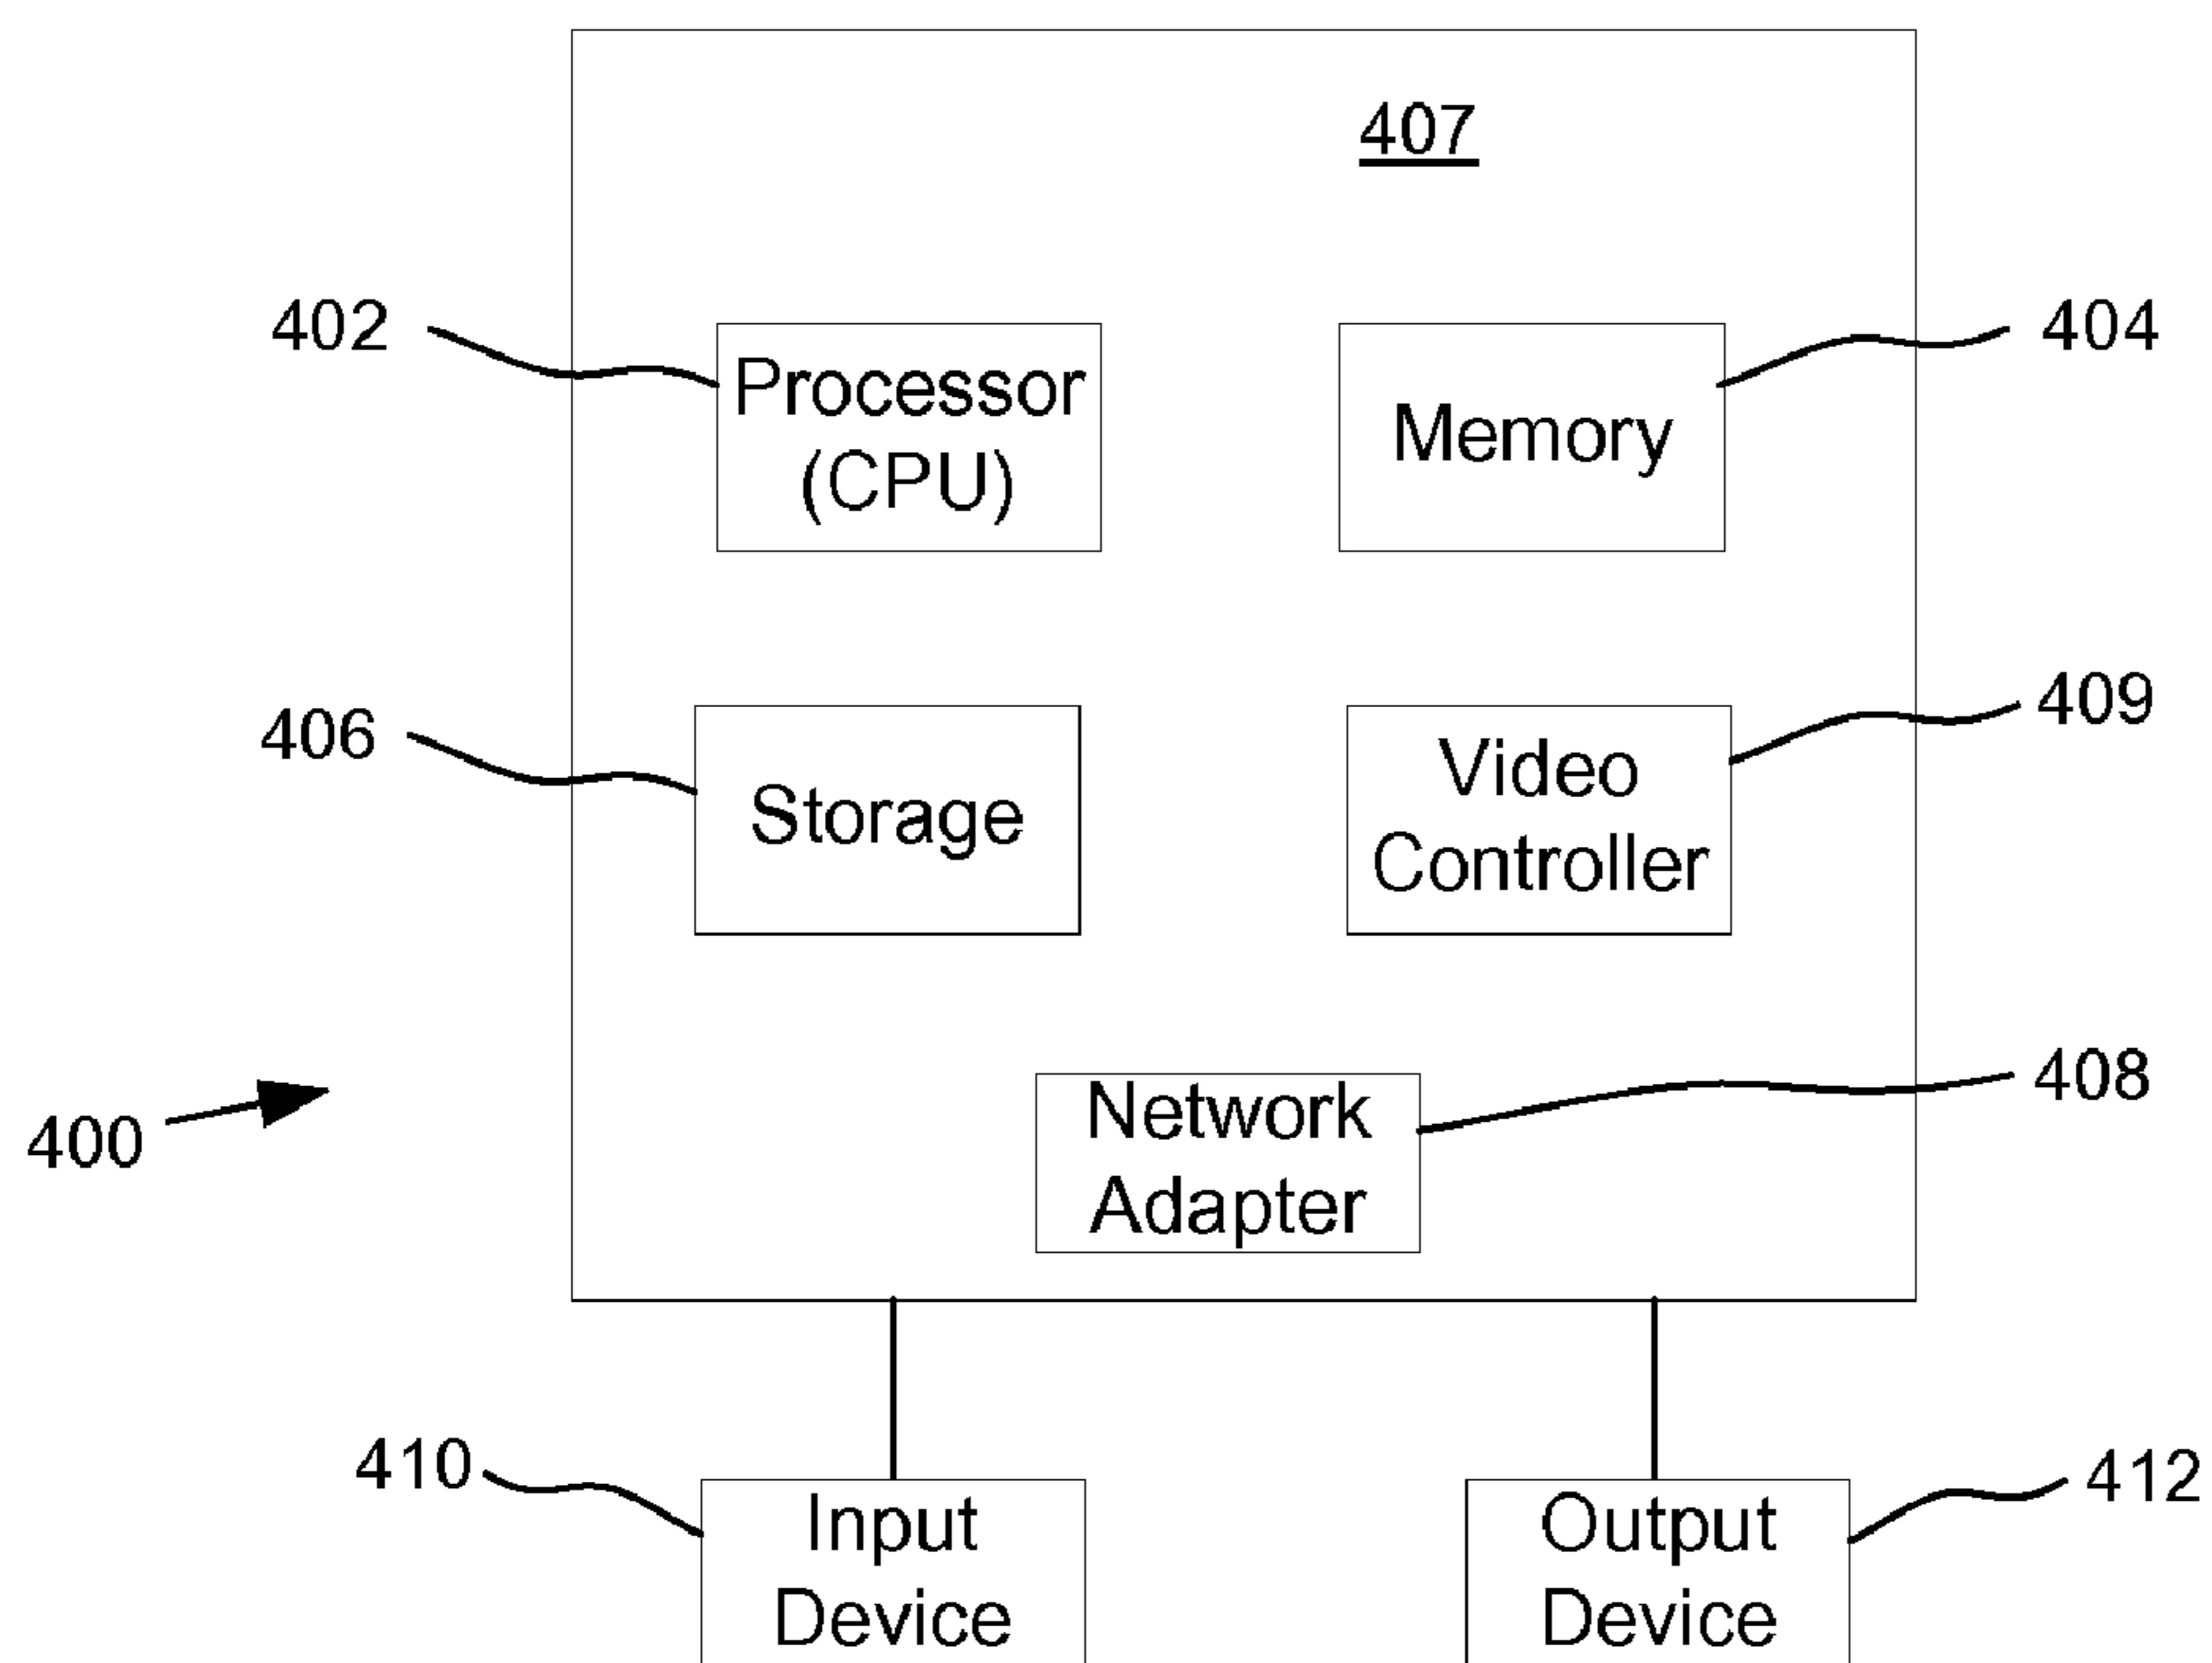 407
402
Processor
(CPU)
Memory
404
406
Storage
Video
Controller
409
400
Network
Adapter
408
410
Input
Device
Output
Device
412